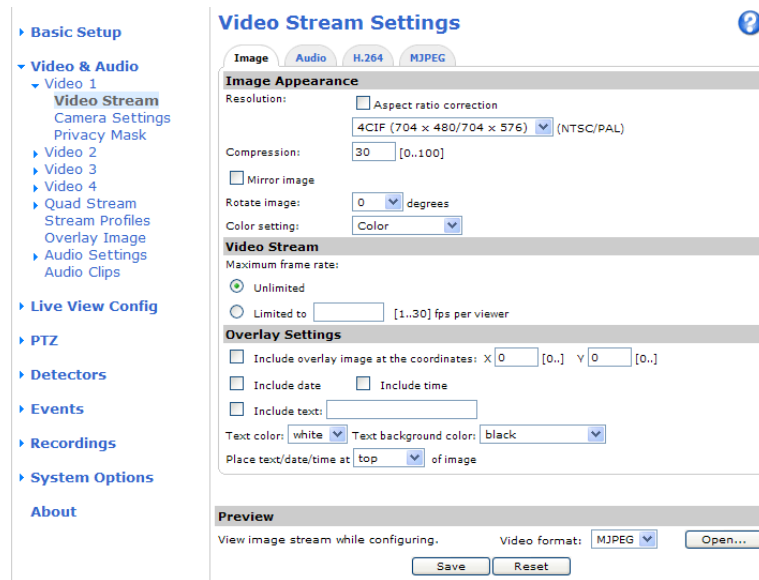 Basic Setup
Video & Audio
Video 1
Video Stream
Camera Settings
Privacy Mask
Video 2
Video 3
Video 4
Quad Stream
Stream Profiles
Overlay Image
Audio Settings
Audio Clips
Live View Config
PTZ
Detectors
Events
Recordings
System Options
About
Video Stream Settings
?
Image Audio H.264 MJPEG
Image Appearance
Resolution: Aspect ratio correction
4CIF (704 x 480/704 x 576) (NTSC/PAL)
Compression: 30 [0..100]
Mirror image
Rotate image: 0 degrees
Color setting: Color
Video Stream
Maximum frame rate:
Unlimited
Limited to [1..30] fps per viewer
Overlay Settings
Include overlay image at the coordinates: X 0 [0..] Y 0 [0..]
Include date Include time
Include text:
Text color: white Text background color: black
Place text/date/time at top of image
Preview
View image stream while configuring. Video format: MJPEG Open...
Save Reset